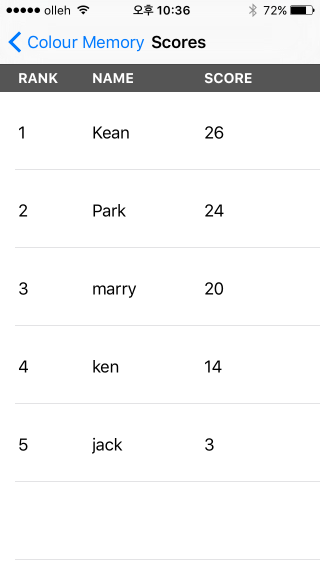 olleh 오후 10:36 72%
Colour Memory Scores
RANK NAME SCORE
1 Kean 26
2 Park 24
3 marry 20
4 ken 14
5 jack 3